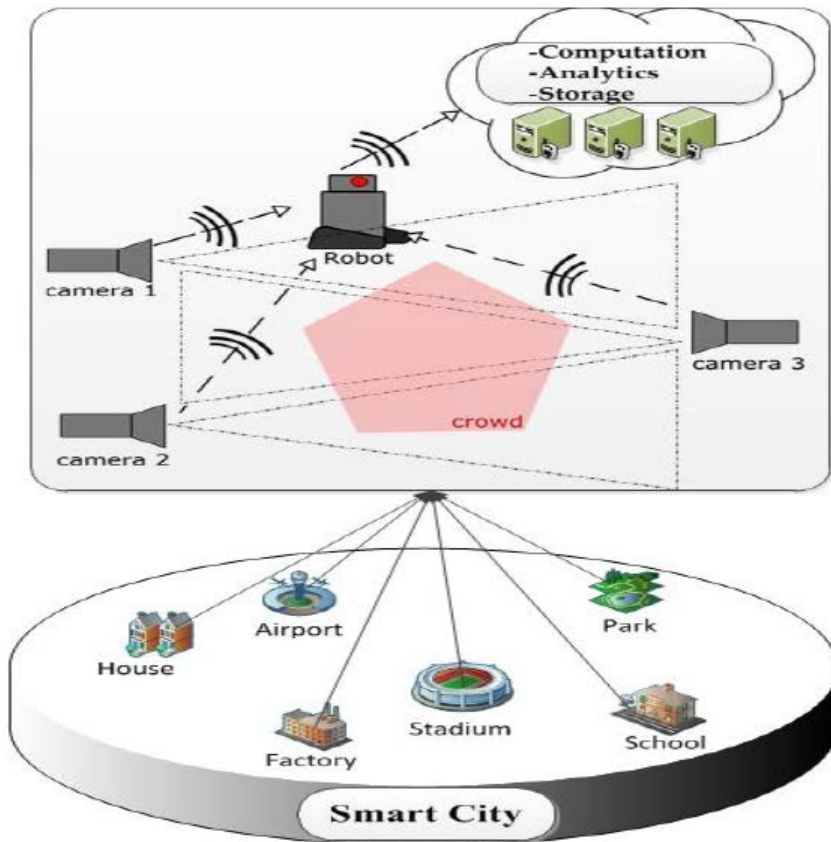 -Computation
-Analytics
-Storage
Robot
camera 1
camera 3
crowd
camera 2
Airport
Park
House
Stadium
School
Factory
Smart City